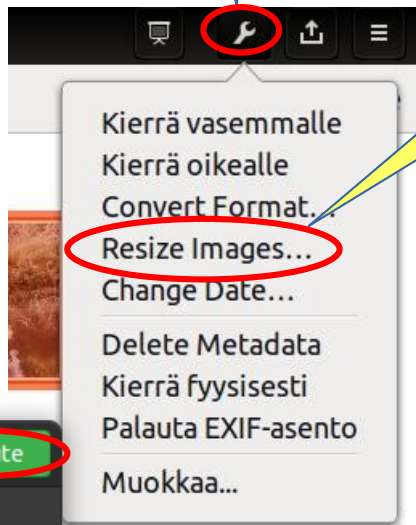 Kierrä vasemmalle
Kierrä oikealle
Convert Format...
Resize Images...
Change Date...
Delete Metadata
Kierrä fyysisesti
Palauta EXIF-asento
Muokkaa...